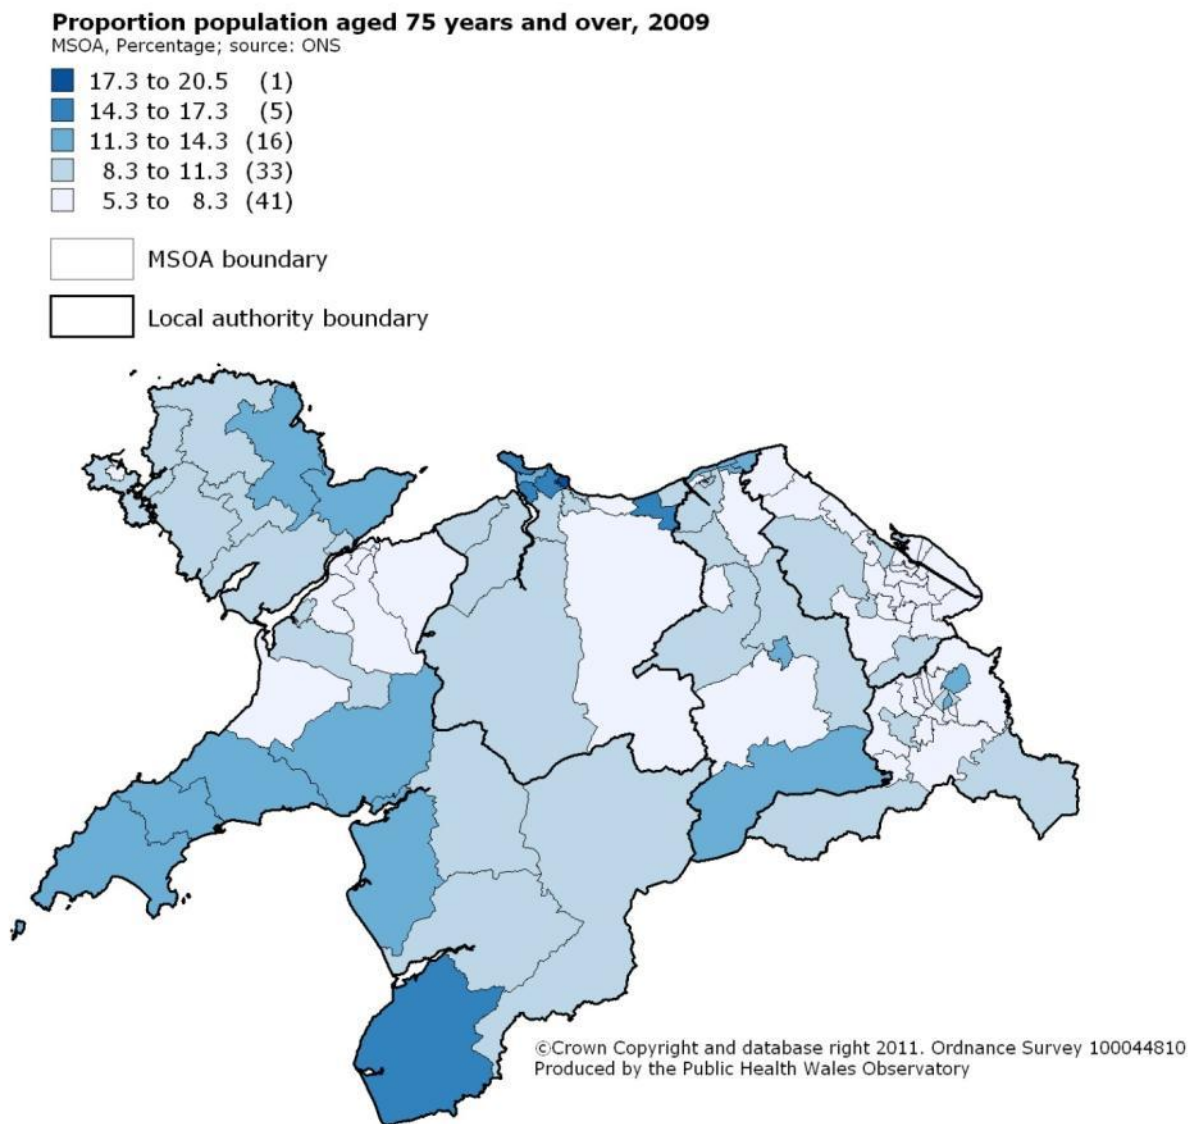 Proportion population aged 75 years and over, 2009
MSOA, Percentage; source: ONS
17.3 to 20.5 (1)
14.3 to 17.3 (5)
11.3 to 14.3 (16)
8.3 to 11.3 (33)
5.3 to 8.3 (41)
MSOA boundary
Local authority boundary
©Crown Copyright and database right 2011. Ordnance Survey 100044810
Produced by the Public Health Wales Observatory